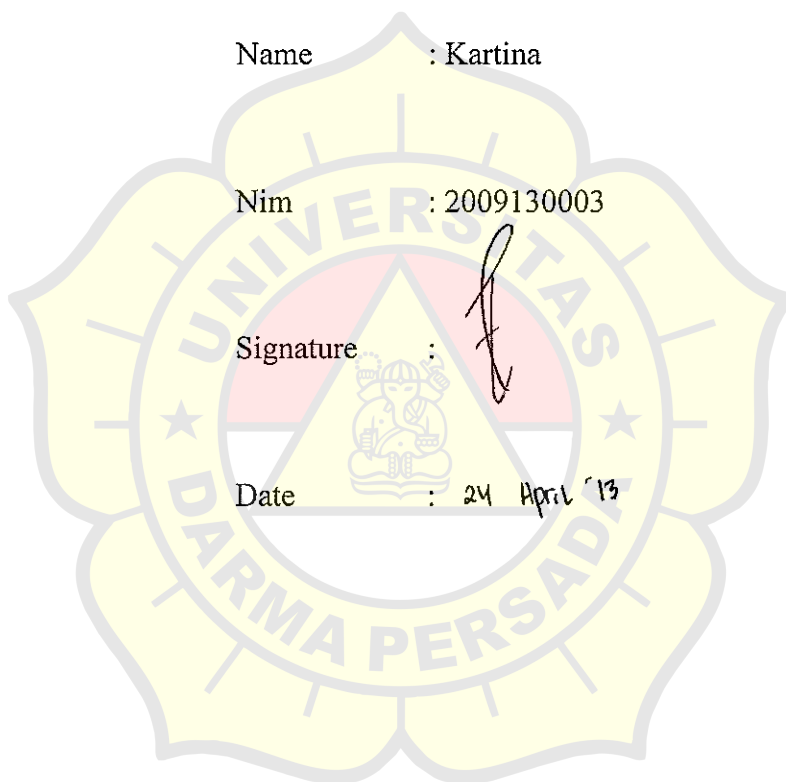 Name : Kartina
UNIVERSITAS
Nim : 2009130003
Signature :
Date : 24 April '13
DARMA PERSADA